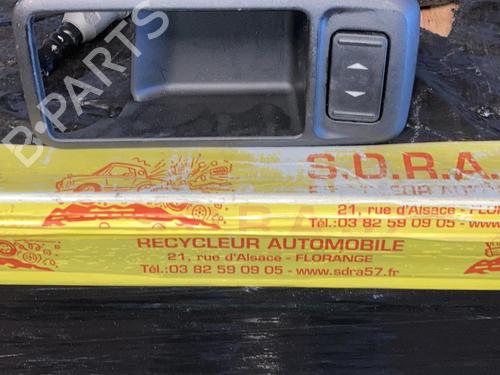 B-PARTS
S.D.R.A.
21, rue d'Alsace - FLO
Tél.:03 82 59 09 05 - www.s
RECYCLEUR AUTOMOBILE
21, rue d'Alsace - FLORANGE
Tél.:03 82 59 09 05 - www.sdra57.fr